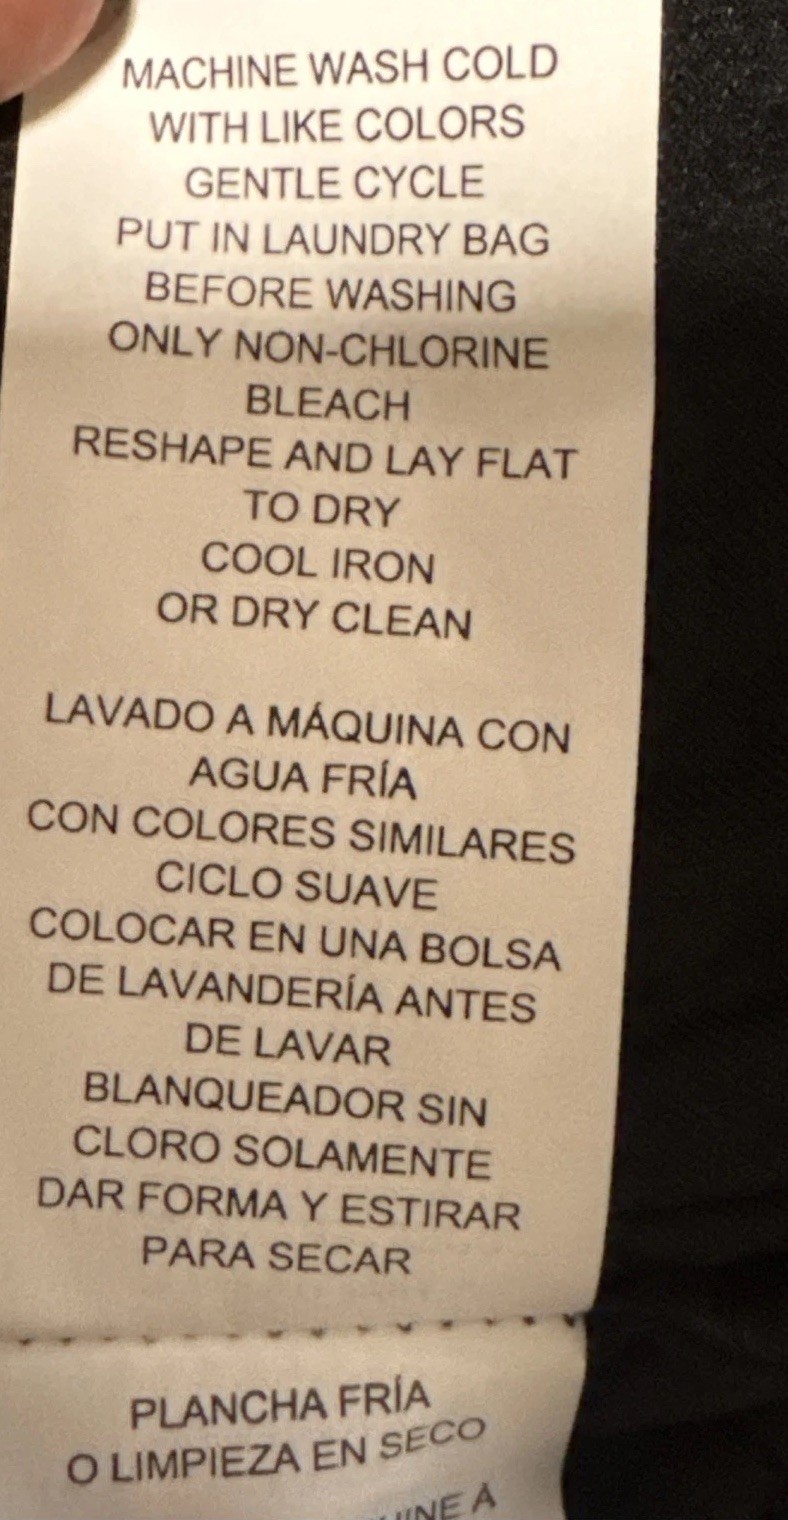 MACHINE WASH COLD
WITH LIKE COLORS
GENTLE CYCLE
PUT IN LAUNDRY BAG
BEFORE WASHING
ONLY NON-CHLORINE
BLEACH
RESHAPE AND LAY FLAT
TO DRY
COOL IRON
OR DRY CLEAN
LAVADO A MÁQUINA CON
AGUA FRÍA
CON COLORES SIMILARES
CICLO SUAVE
COLOCAR EN UNA BOLSA
DE LAVANDERÍA ANTES
DE LAVAR
BLANQUEADOR SIN
CLORO SOLAMENTE
DAR FORMA Y ESTIRAR
PARA SECAR
PLANCHA FRÍA
O LIMPIEZA EN SECO